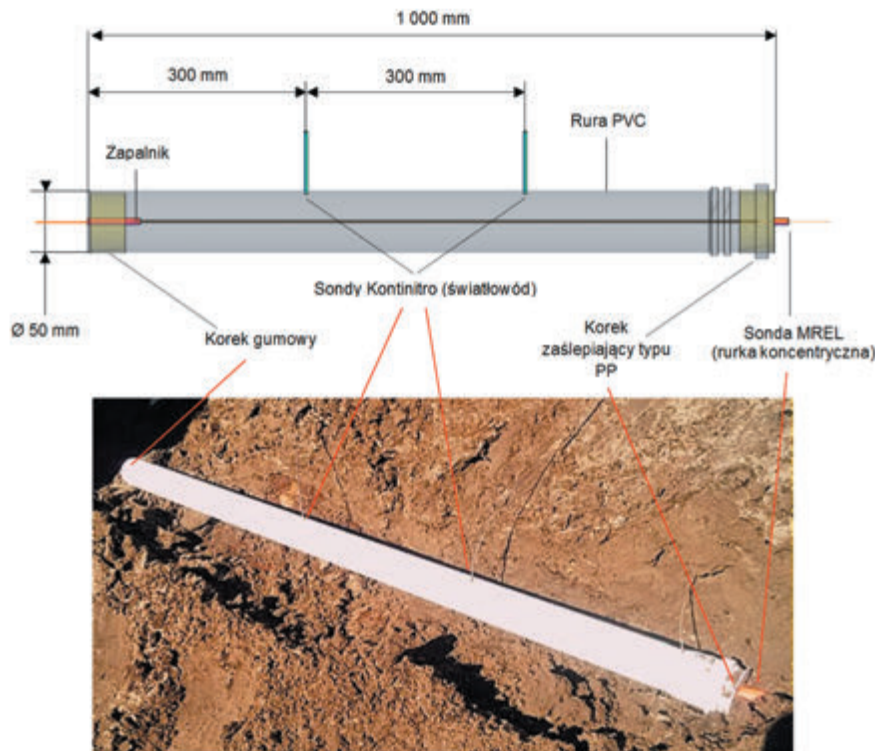 1 000 mm
300 mm
300 mm
Rura PVC
Zapalnik
Sondy Kontinitro (światłowód)
Ø 50 mm
Korek gumowy
Korek
zaślepiający typu
PP
Sonda MREL
(rurka koncentryczna)